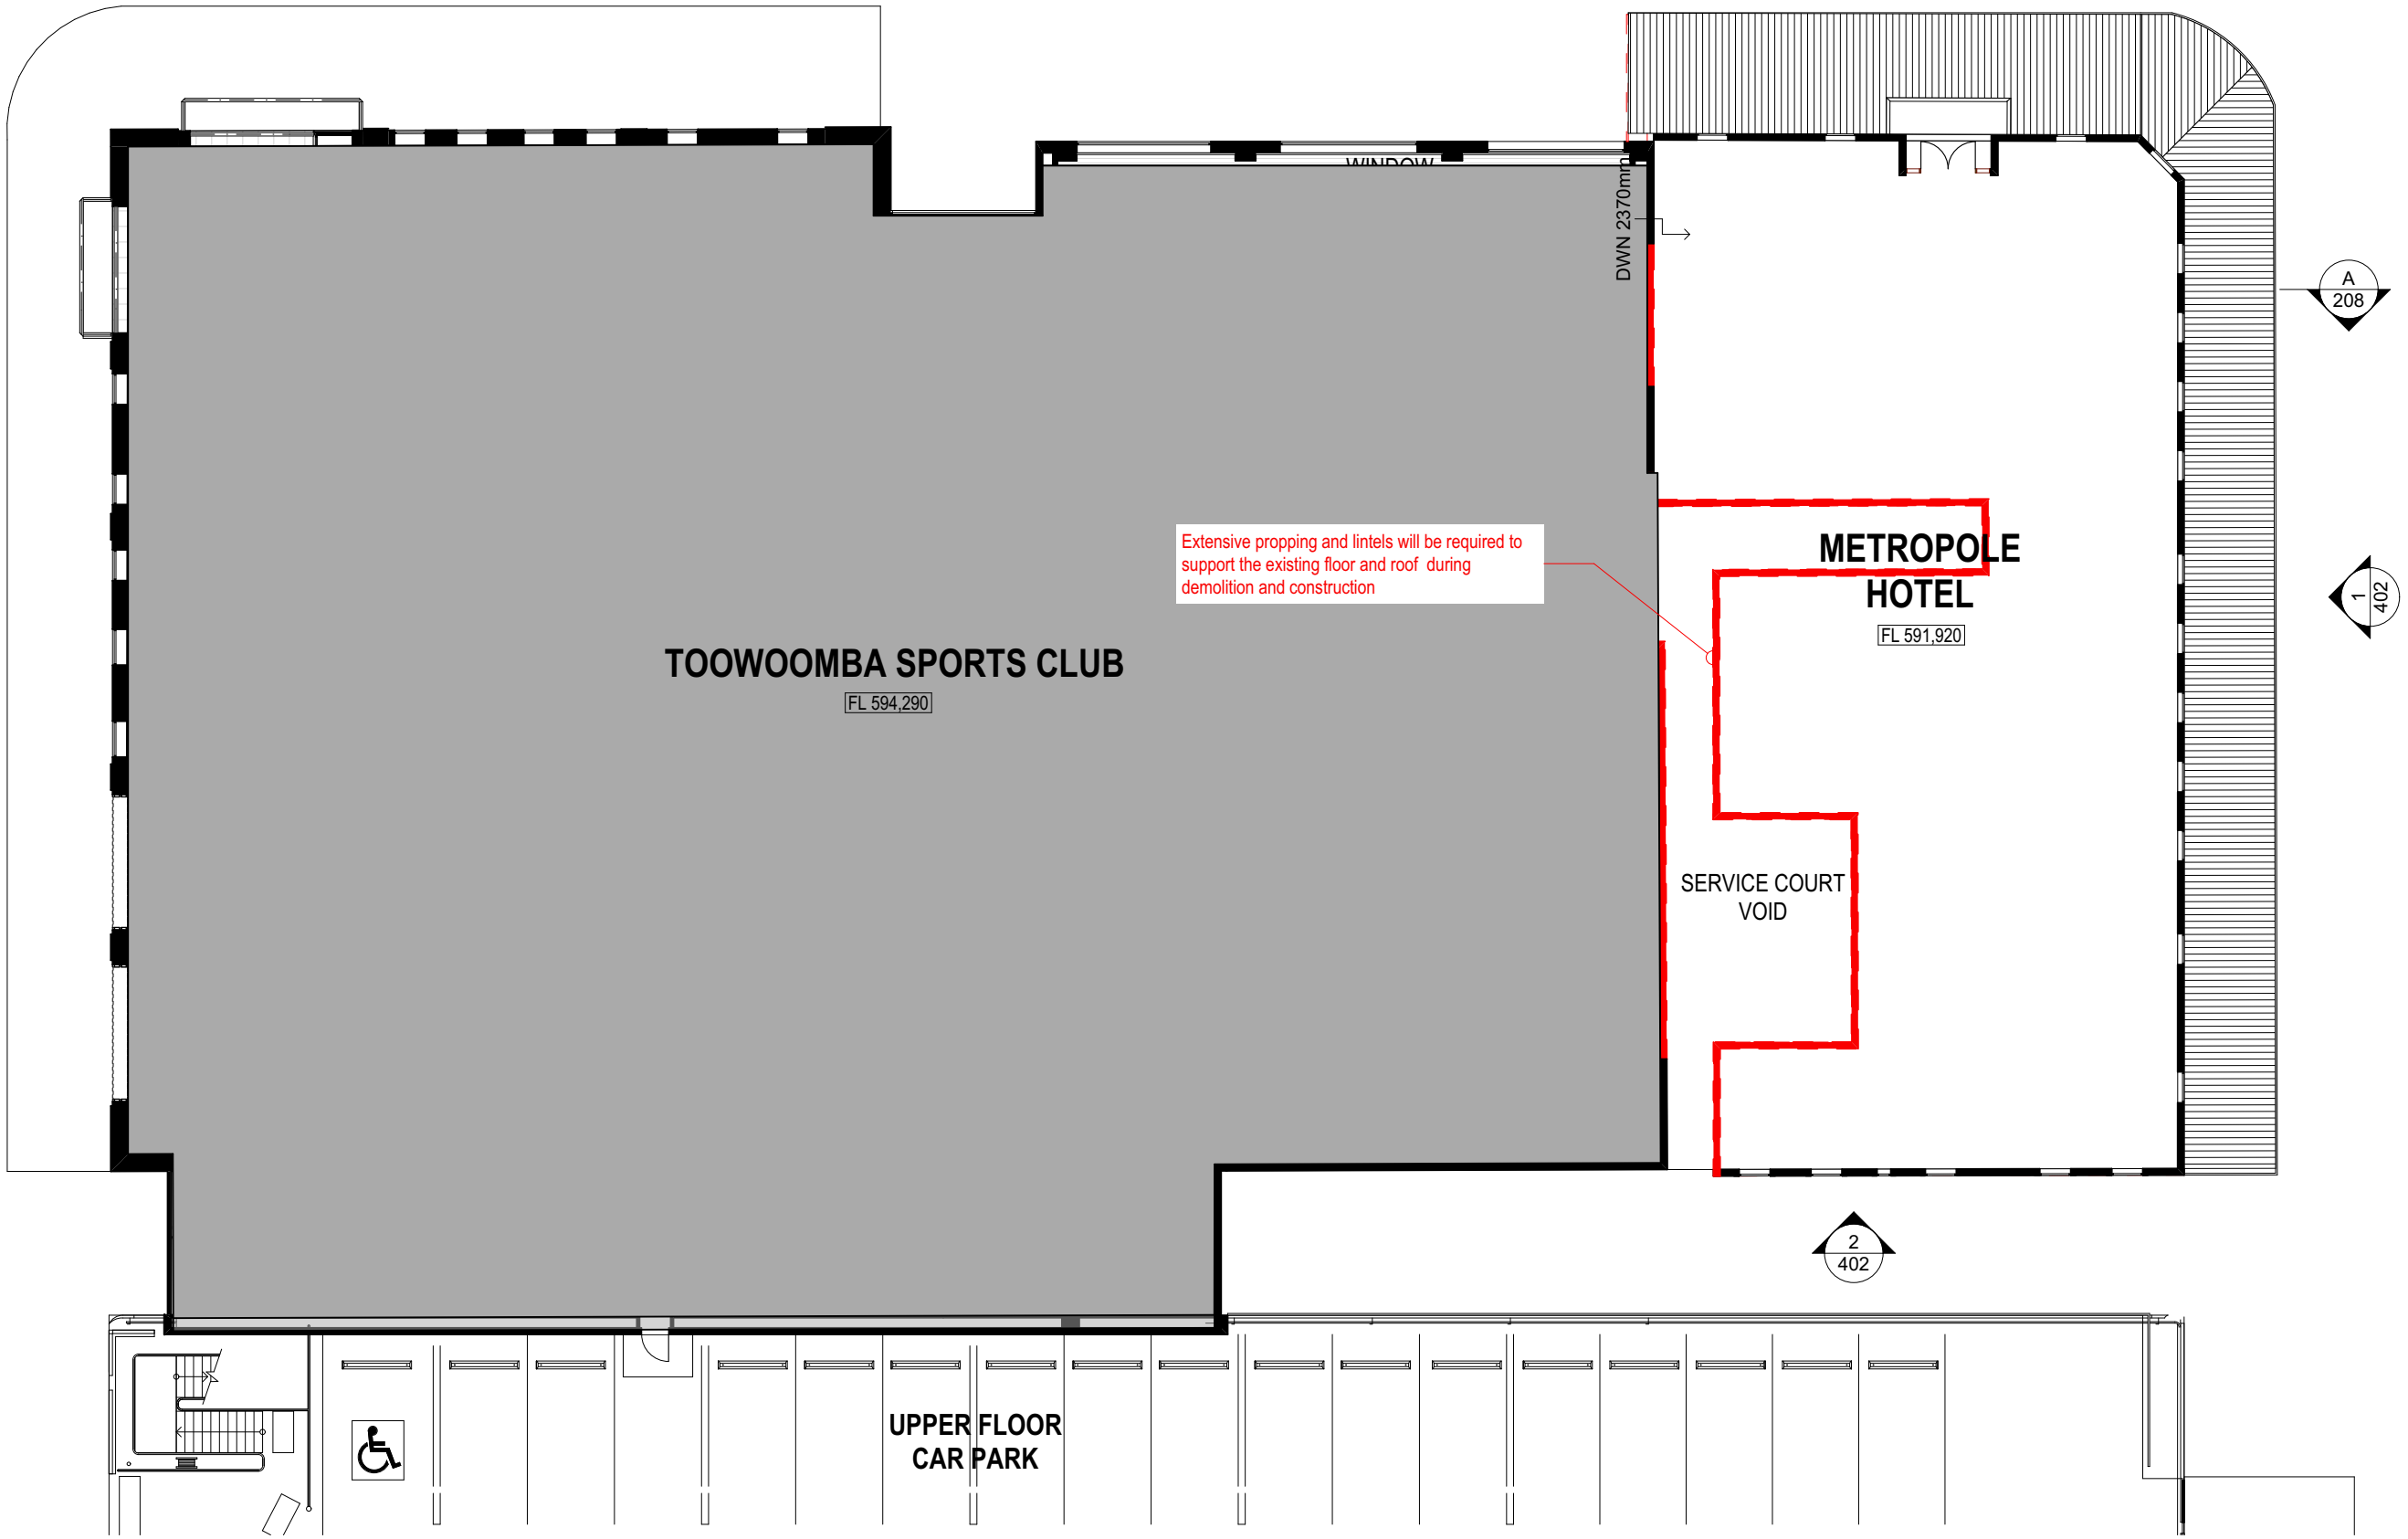 WINDOW
DWN 2370mm
A
208
Extensive propping and lintels will be required to
support the existing floor and roof during
demolition and construction
METROPOLE
HOTEL
FL 591,920
1
402
TOOWOOMBA SPORTS CLUB
FL 594,290
SERVICE COURT
VOID
2
402
UPPER FLOOR
CAR PARK